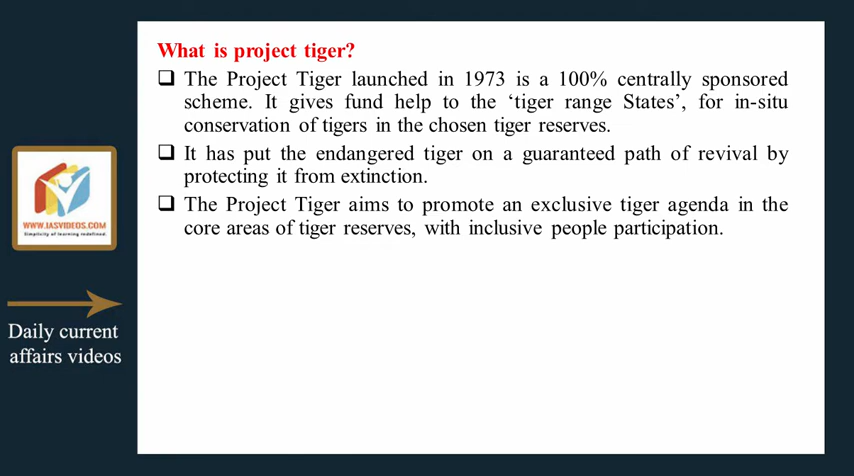 What is project tiger?
❑ The Project Tiger launched in 1973 is a 100% centrally sponsored
scheme. It gives fund help to the ‘tiger range States’, for in-situ
conservation of tigers in the chosen tiger reserves.
❑ It has put the endangered tiger on a guaranteed path of revival by
protecting it from extinction.
❑ The Project Tiger aims to promote an exclusive tiger agenda in the
core areas of tiger reserves, with inclusive people participation.
WWW.IASVIDEOS.COM
Simplicity of learning redefined.
Daily current
affairs videos